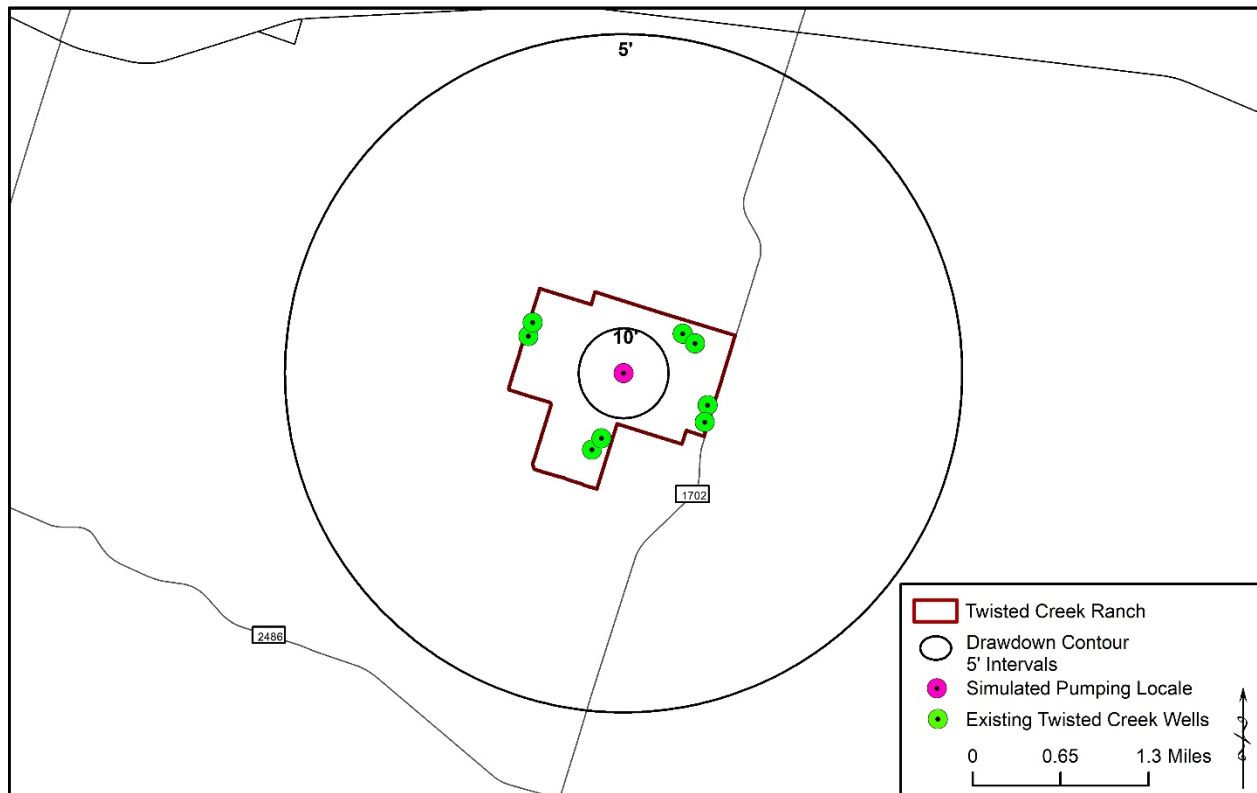 5'
10'
1702
2486
Twisted Creek Ranch
Drawdown Contour
5' Intervals
Simulated Pumping Locale
Existing Twisted Creek Wells
0 0.65 1.3 Miles